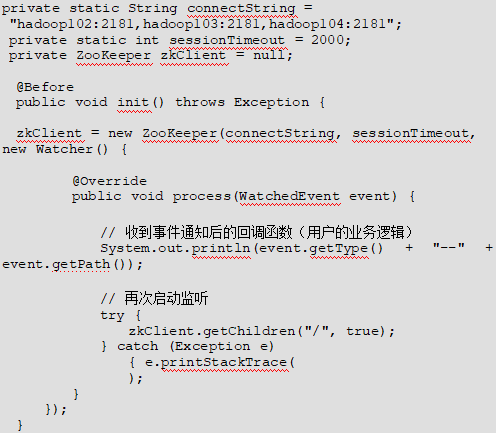 private static String connectString =
"hadoop102:2181,hadoop103:2181,hadoop104:2181";
private static int sessionTimeout = 2000;
private ZooKeeper zkClient = null;
@Before
public void init() throws Exception {
zkClient = new ZooKeeper(connectString, sessionTimeout,
new Watcher() {
@Override
public void process(WatchedEvent event) {
// 收到事件通知后的回调函数（用户的业务逻辑）
System.out.println(event.getType() + "--" +
event.getPath());
// 再次启动监听
try {
zkClient.getChildren("/", true);
} catch (Exception e)
{ e.printStackTrace(
);
}
});
}